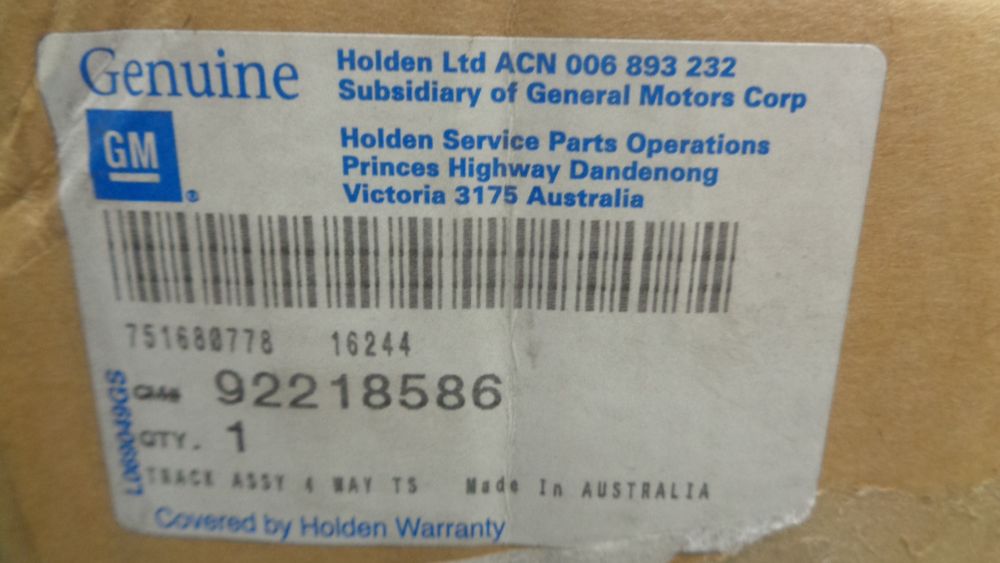 Genuine
GM
®
Holden Ltd ACN 006 893 232
Subsidiary of General Motors Corp
Holden Service Parts Operations
Princes Highway Dandenong
Victoria 3175 Australia
751680778 16244
92218586
QTY. 1
TRACK ASSY 4 WAY TS Made In AUSTRALIA
Covered by Holden Warranty
L069049GS